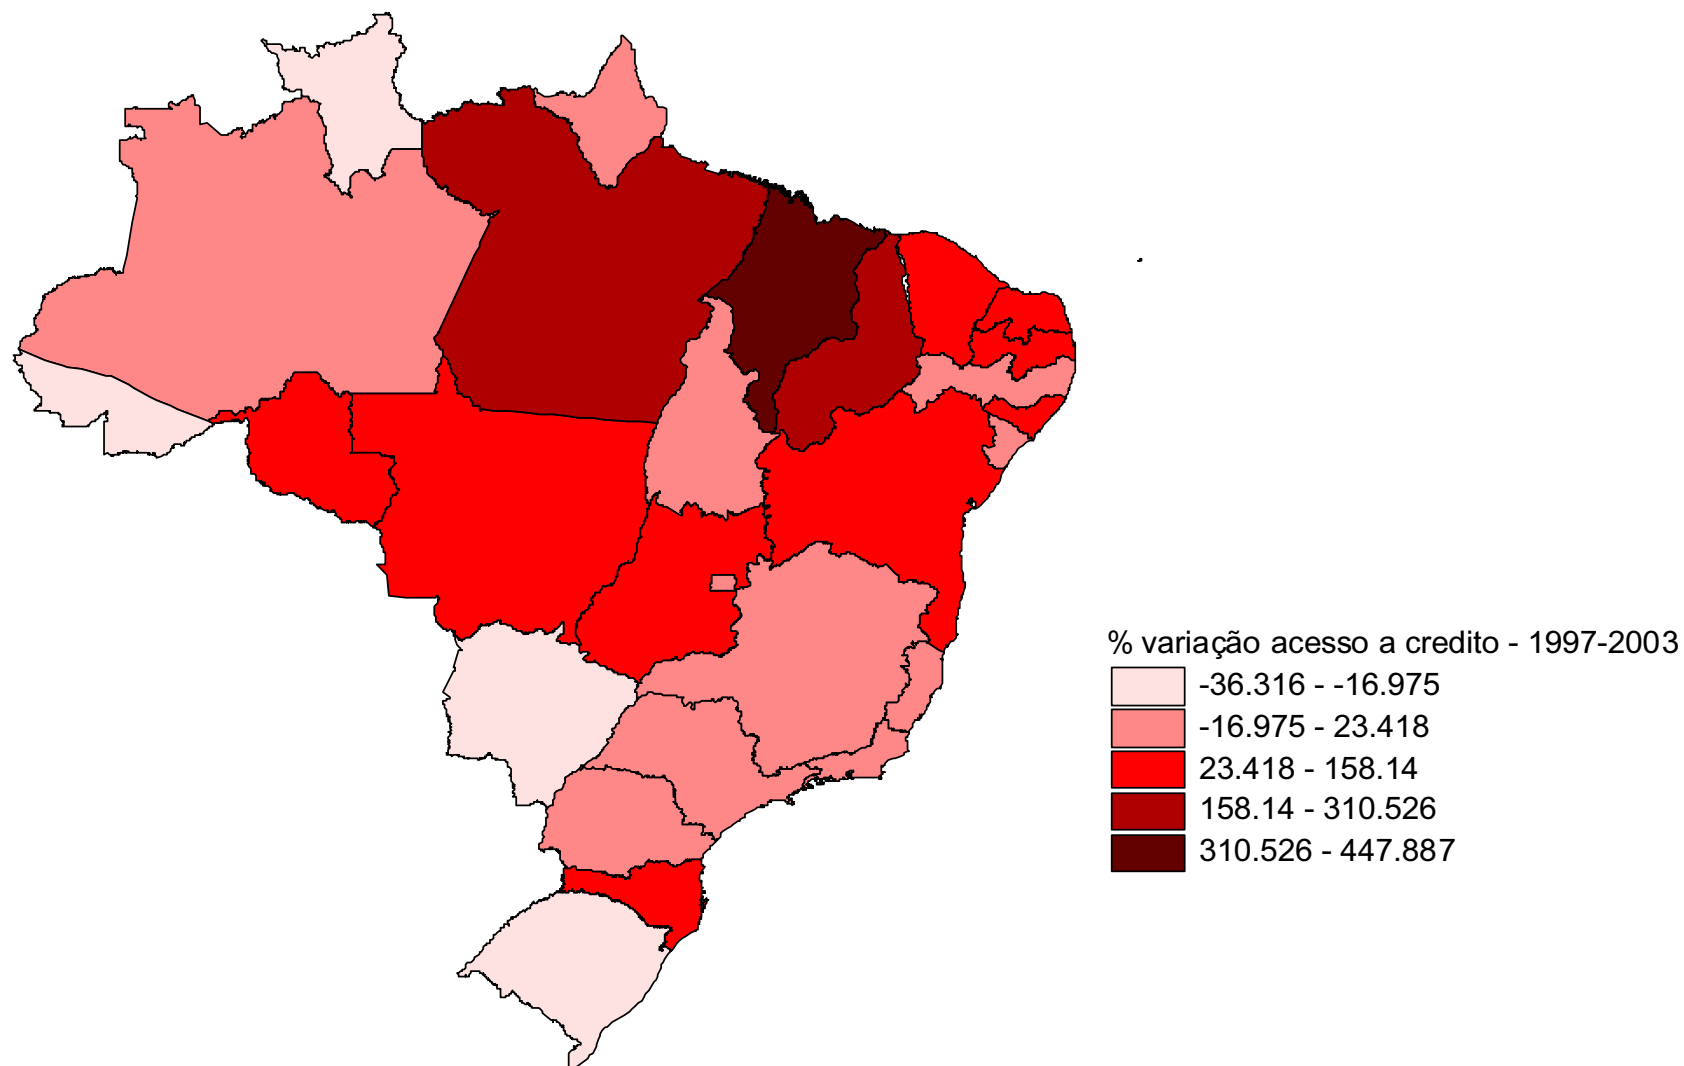 % variação acesso a credito - 1997-2003
-36.316 - -16.975
-16.975 - 23.418
23.418 - 158.14
158.14 - 310.526
310.526 - 447.887